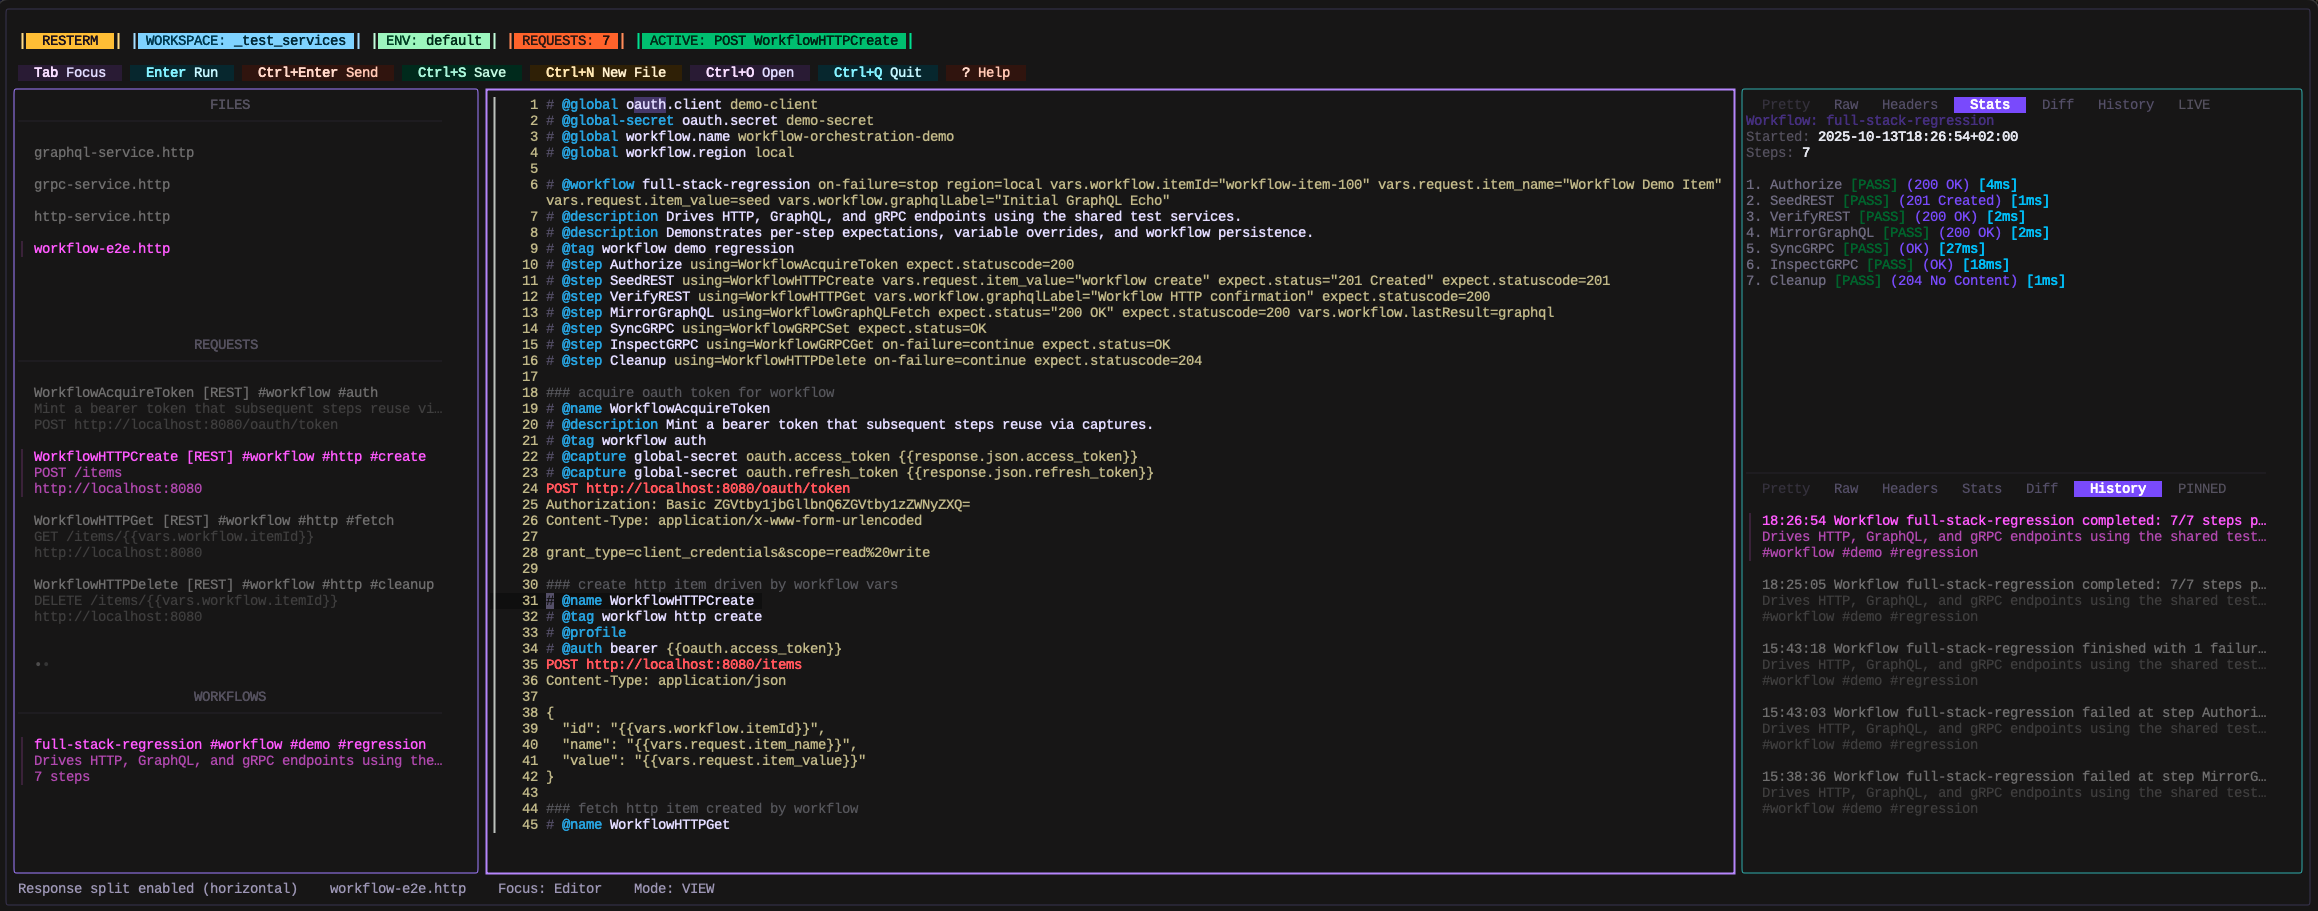 RESTERM WORKSPACE: _test_services ENV: default REQUESTS: 7 ACTIVE: POST WorkflowHTTPCreate
Tab Focus Enter Run Ctrl+Enter Send Ctrl+S Save Ctrl+N New File Ctrl+O Open Ctrl+Q Quit ? Help
FILES
graphql-service.http
grpc-service.http
http-service.http
workflow-e2e.http
REQUESTS
WorkflowAcquireToken [REST] #workflow #auth
Mint a bearer token that subsequent steps reuse vi…
POST http://localhost:8080/oauth/token
WorkflowHTTPCreate [REST] #workflow #http #create
POST /items
http://localhost:8080
WorkflowHTTPGet [REST] #workflow #http #fetch
GET /items/{{vars.workflow.itemId}}
http://localhost:8080
WorkflowHTTPDelete [REST] #workflow #http #cleanup
DELETE /items/{{vars.workflow.itemId}}
http://localhost:8080
••
WORKFLOWS
full-stack-regression #workflow #demo #regression
Drives HTTP, GraphQL, and gRPC endpoints using the…
7 steps
1 # @global oauth.client demo-client
2 # @global-secret oauth.secret demo-secret
3 # @global workflow.name workflow-orchestration-demo
4 # @global workflow.region local
5
6 # @workflow full-stack-regression on-failure=stop region=local vars.workflow.itemId="workflow-item-100" vars.request.item_name="Workflow Demo Item"
vars.request.item_value=seed vars.workflow.graphqlLabel="Initial GraphQL Echo"
7 # @description Drives HTTP, GraphQL, and gRPC endpoints using the shared test services.
8 # @description Demonstrates per-step expectations, variable overrides, and workflow persistence.
9 # @tag workflow demo regression
10 # @step Authorize using=WorkflowAcquireToken expect.statuscode=200
11 # @step SeedREST using=WorkflowHTTPCreate vars.request.item_value="workflow create" expect.status="201 Created" expect.statuscode=201
12 # @step VerifyREST using=WorkflowHTTPGet vars.workflow.graphqlLabel="Workflow HTTP confirmation" expect.statuscode=200
13 # @step MirrorGraphQL using=WorkflowGraphQLFetch expect.status="200 OK" expect.statuscode=200 vars.workflow.lastResult=graphql
14 # @step SyncGRPC using=WorkflowGRPCSet expect.status=OK
15 # @step InspectGRPC using=WorkflowGRPCGet on-failure=continue expect.status=OK
16 # @step Cleanup using=WorkflowHTTPDelete on-failure=continue expect.statuscode=204
17
18 ### acquire oauth token for workflow
19 # @name WorkflowAcquireToken
20 # @description Mint a bearer token that subsequent steps reuse via captures.
21 # @tag workflow auth
22 # @capture global-secret oauth.access_token {{response.json.access_token}}
23 # @capture global-secret oauth.refresh_token {{response.json.refresh_token}}
24 POST http://localhost:8080/oauth/token
25 Authorization: Basic ZGVtby1jbGllbnQ6ZGVtby1zZWNyZXQ=
26 Content-Type: application/x-www-form-urlencoded
27
28 grant_type=client_credentials&scope=read%20write
29
30 ### create http item driven by workflow vars
31 # @name WorkflowHTTPCreate
32 # @tag workflow http create
33 # @profile
34 # @auth bearer {{oauth.access_token}}
35 POST http://localhost:8080/items
36 Content-Type: application/json
37
38 {
39   "id": "{{vars.workflow.itemId}}",
40   "name": "{{vars.request.item_name}}",
41   "value": "{{vars.request.item_value}}"
42 }
43
44 ### fetch http item created by workflow
45 # @name WorkflowHTTPGet
Pretty Raw Headers Stats Diff History LIVE
Workflow: full-stack-regression
Started: 2025-10-13T18:26:54+02:00
Steps: 7
1. Authorize [PASS] (200 OK) [4ms]
2. SeedREST [PASS] (201 Created) [1ms]
3. VerifyREST [PASS] (200 OK) [2ms]
4. MirrorGraphQL [PASS] (200 OK) [2ms]
5. SyncGRPC [PASS] (OK) [27ms]
6. InspectGRPC [PASS] (OK) [18ms]
7. Cleanup [PASS] (204 No Content) [1ms]
Pretty Raw Headers Stats Diff History PINNED
18:26:54 Workflow full-stack-regression completed: 7/7 steps p…
Drives HTTP, GraphQL, and gRPC endpoints using the shared test…
#workflow #demo #regression
18:25:05 Workflow full-stack-regression completed: 7/7 steps p…
Drives HTTP, GraphQL, and gRPC endpoints using the shared test…
#workflow #demo #regression
15:43:18 Workflow full-stack-regression finished with 1 failur…
Drives HTTP, GraphQL, and gRPC endpoints using the shared test…
#workflow #demo #regression
15:43:03 Workflow full-stack-regression failed at step Authori…
Drives HTTP, GraphQL, and gRPC endpoints using the shared test…
#workflow #demo #regression
15:38:36 Workflow full-stack-regression failed at step MirrorG…
Drives HTTP, GraphQL, and gRPC endpoints using the shared test…
#workflow #demo #regression
Response split enabled (horizontal) workflow-e2e.http Focus: Editor Mode: VIEW